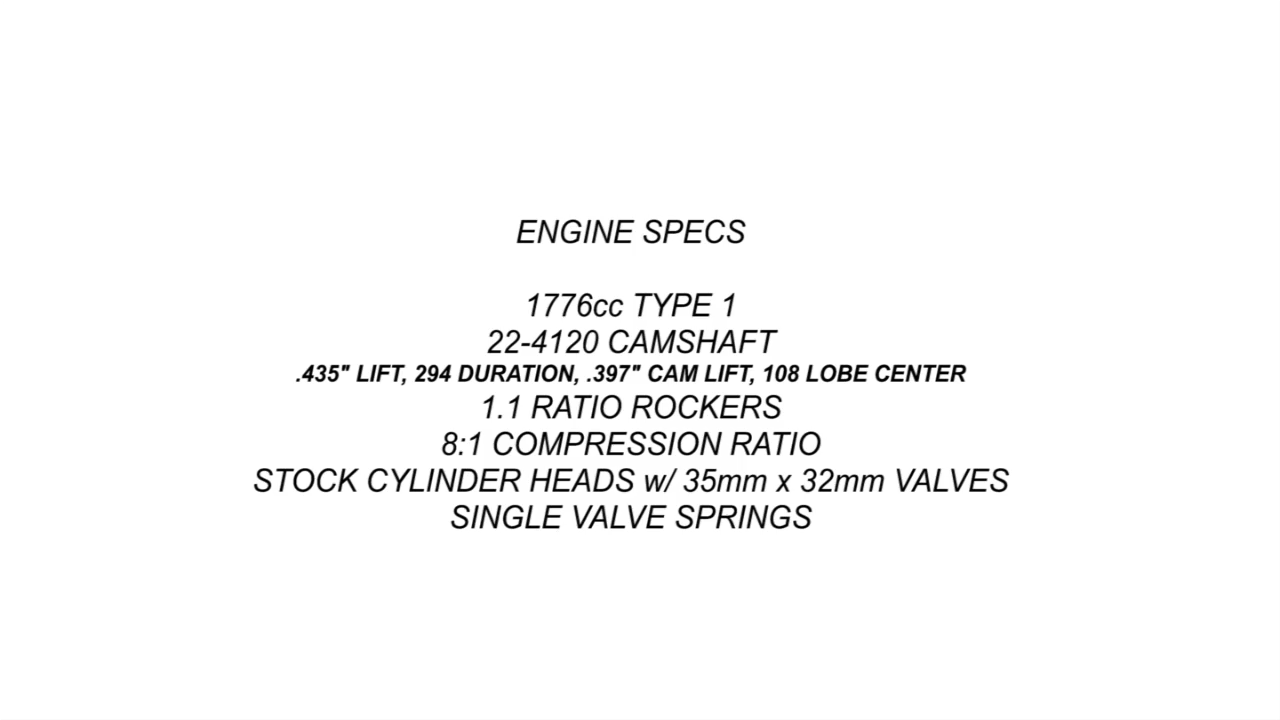 ENGINE SPECS
1776cc TYPE 1
22-4120 CAMSHAFT
.435" LIFT, 294 DURATION, .397" CAM LIFT, 108 LOBE CENTER
1.1 RATIO ROCKERS
8:1 COMPRESSION RATIO
STOCK CYLINDER HEADS w/ 35mm x 32mm VALVES
SINGLE VALVE SPRINGS